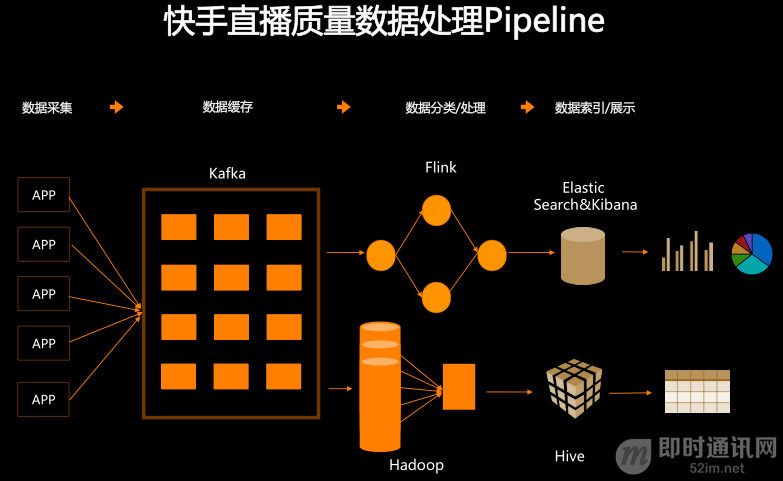 快手直播质量数据处理Pipeline
数据采集
数据缓存
数据分类/处理
数据索引/展示
Kafka
Flink
Elastic
Search&Kibana
APP
APP
APP
APP
APP
Hadoop
Hive
即时通讯网
52im.net